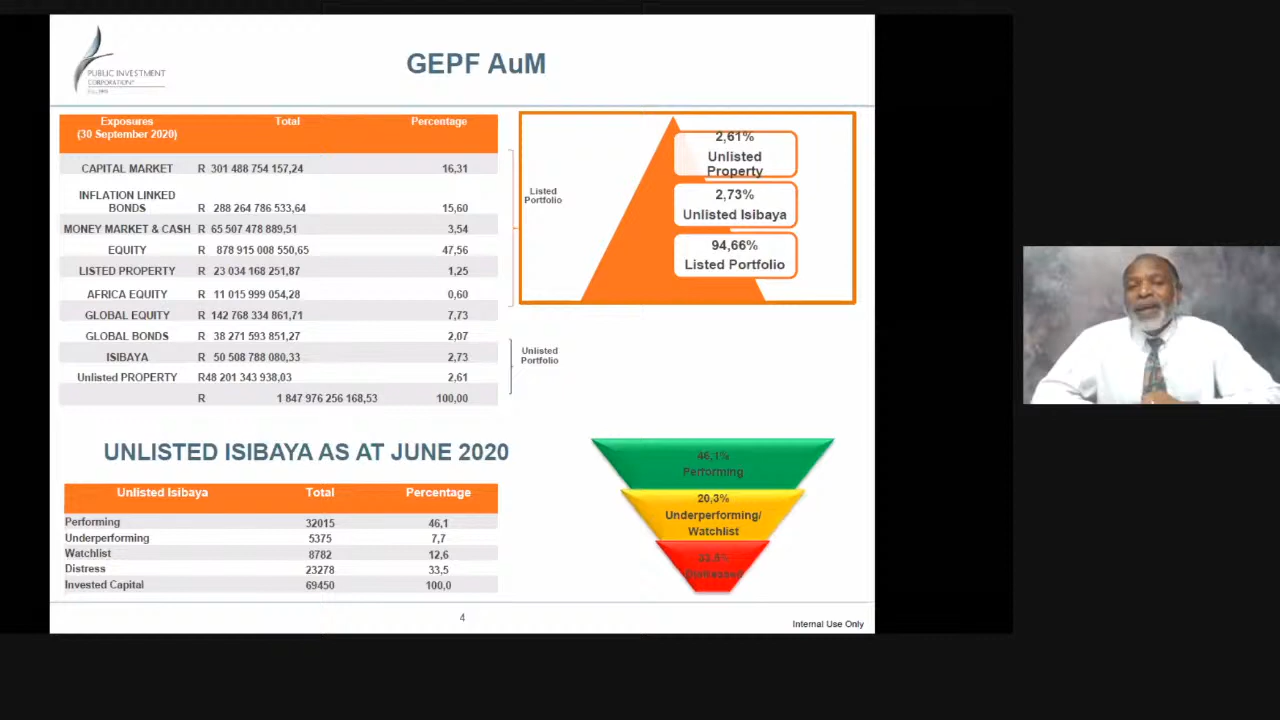 GEPF AuM
PUBLIC INVESTMENT
CORPORATION®
Exposures
(30 September 2020)
Total
Percentage
CAPITAL MARKET R 301 488 754 157,24 16,31
INFLATION LINKED
BONDS R 288 264 786 533,64 15,60
MONEY MARKET & CASH R 65 507 478 889,51 3,54
EQUITY R 878 915 008 550,65 47,56
LISTED PROPERTY R 23 034 168 251,87 1,25
AFRICA EQUITY R 11 015 999 054,28 0,60
GLOBAL EQUITY R 142 768 334 861,71 7,73
GLOBAL BONDS R 38 271 593 851,27 2,07
ISIBAYA R 50 508 788 080,33 2,73
Unlisted PROPERTY R48 201 343 938,03 2,61
R 1 847 976 256 168,53 100,00
Listed
Portfolio
Unlisted
Portfolio
2,61%
Unlisted
Property
2,73%
Unlisted Isibaya
94,66%
Listed Portfolio
UNLISTED ISIBAYA AS AT JUNE 2020
Unlisted Isibaya Total Percentage
Performing 32015 46,1
Underperforming 5375 7,7
Watchlist 8782 12,6
Distress 23278 33,5
Invested Capital 69450 100,0
46,1%
Performing
20,3%
Underperforming/
Watchlist
33,5%
4
Internal Use Only